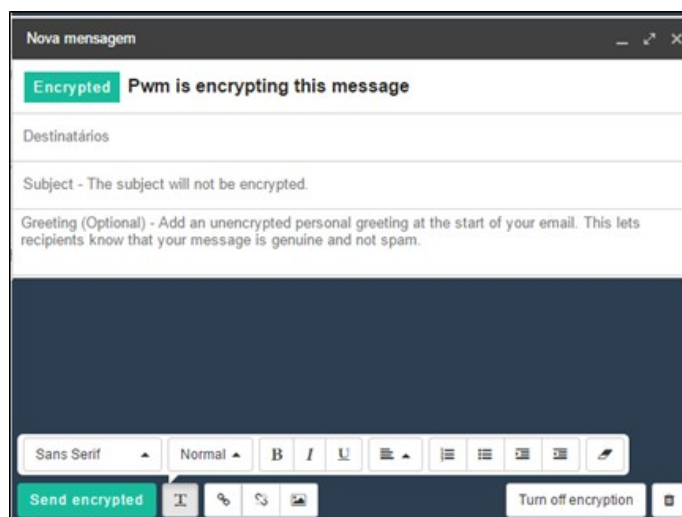 Nova mensagem
Encrypted Pwm is encrypting this message
Destinatários
Subject - The subject will not be encrypted.
Greeting (Optional) - Add an unencrypted personal greeting at the start of your email. This lets
recipients know that your message is genuine and not spam.
Sans Serif Normal B I U
Send encrypted T Turn off encryption